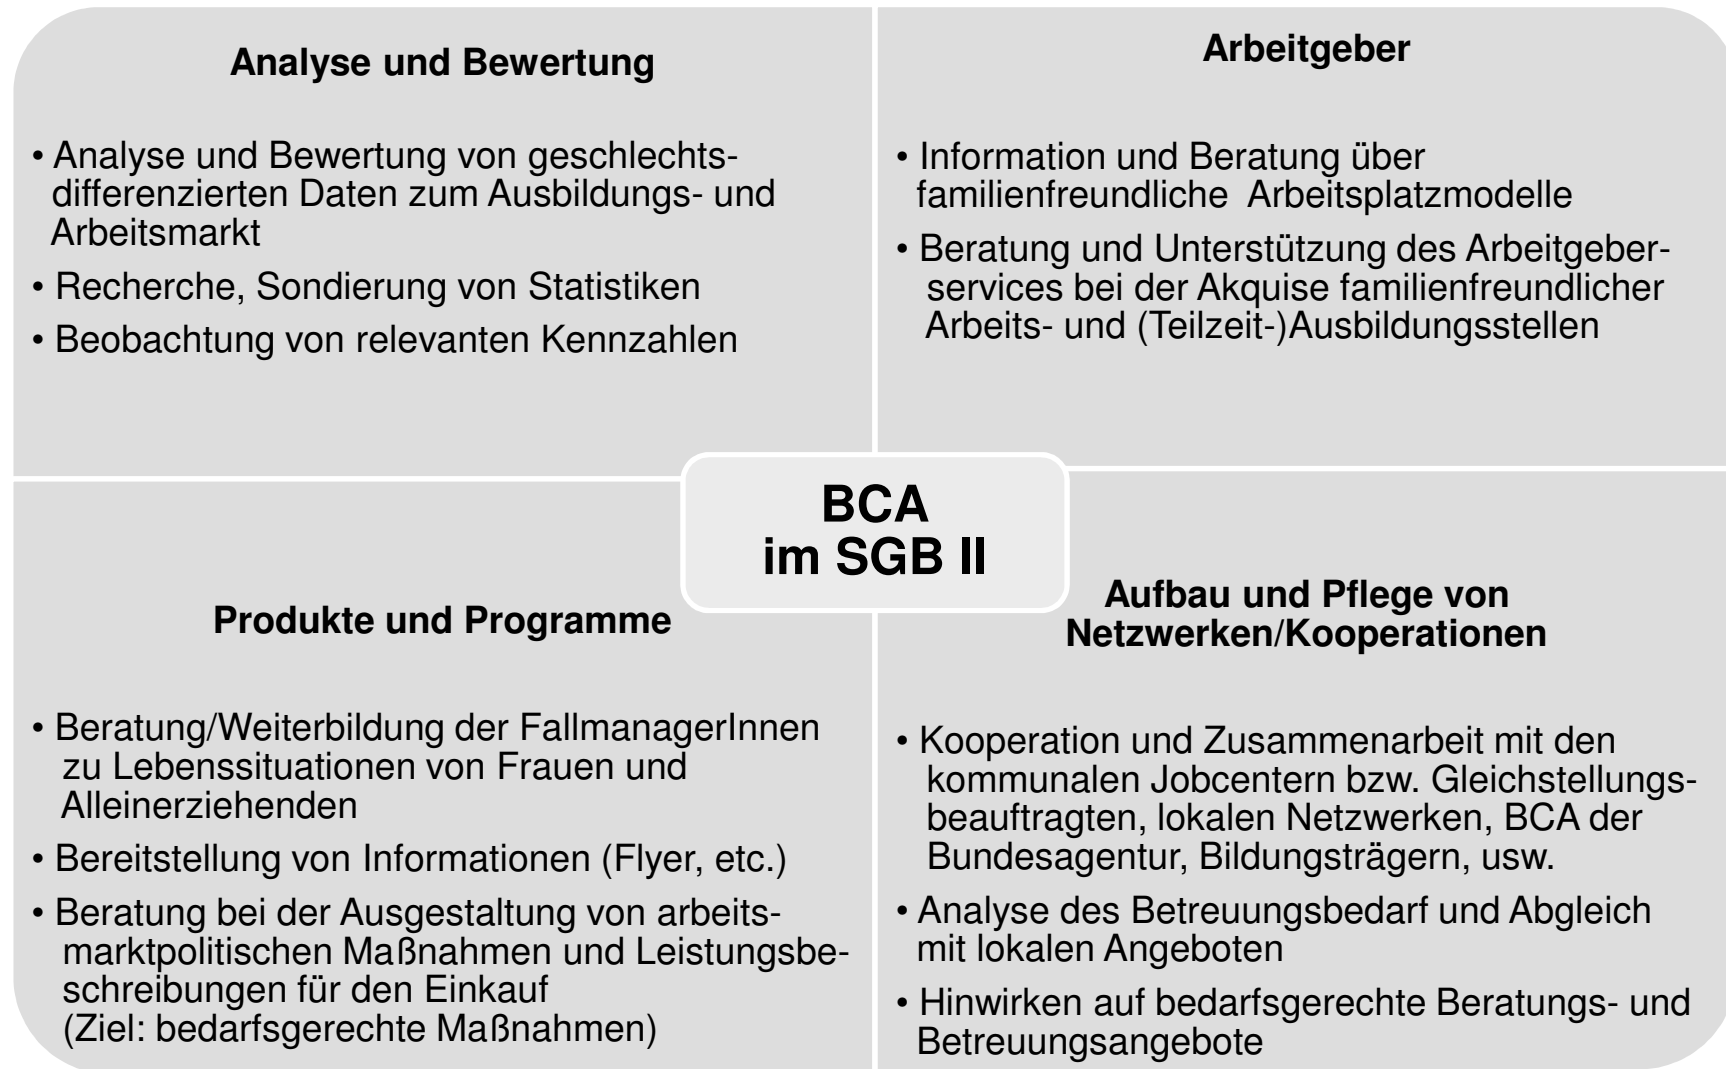 Analyse und Bewertung
• Analyse und Bewertung von geschlechts-
differenzierten Daten zum Ausbildungs- und
Arbeitsmarkt
• Recherche, Sondierung von Statistiken
• Beobachtung von relevanten Kennzahlen
Arbeitgeber
• Information und Beratung über
familienfreundliche Arbeitsplatzmodelle
• Beratung und Unterstützung des Arbeitgeber-
services bei der Akquise familienfreundlicher
Arbeits- und (Teilzeit-)Ausbildungsstellen
BCA
im SGB II
Produkte und Programme
• Beratung/Weiterbildung der FallmanagerInnen
zu Lebenssituationen von Frauen und
Alleinerziehenden
• Bereitstellung von Informationen (Flyer, etc.)
• Beratung bei der Ausgestaltung von arbeits-
marktpolitischen Maßnahmen und Leistungsbe-
schreibungen für den Einkauf
(Ziel: bedarfsgerechte Maßnahmen)
Aufbau und Pflege von
Netzwerken/Kooperationen
• Kooperation und Zusammenarbeit mit den
kommunalen Jobcentern bzw. Gleichstellungs-
beauftragten, lokalen Netzwerken, BCA der
Bundesagentur, Bildungsträgern, usw.
• Analyse des Betreuungsbedarf und Abgleich
mit lokalen Angeboten
• Hinwirken auf bedarfsgerechte Beratungs- und
Betreuungsangebote